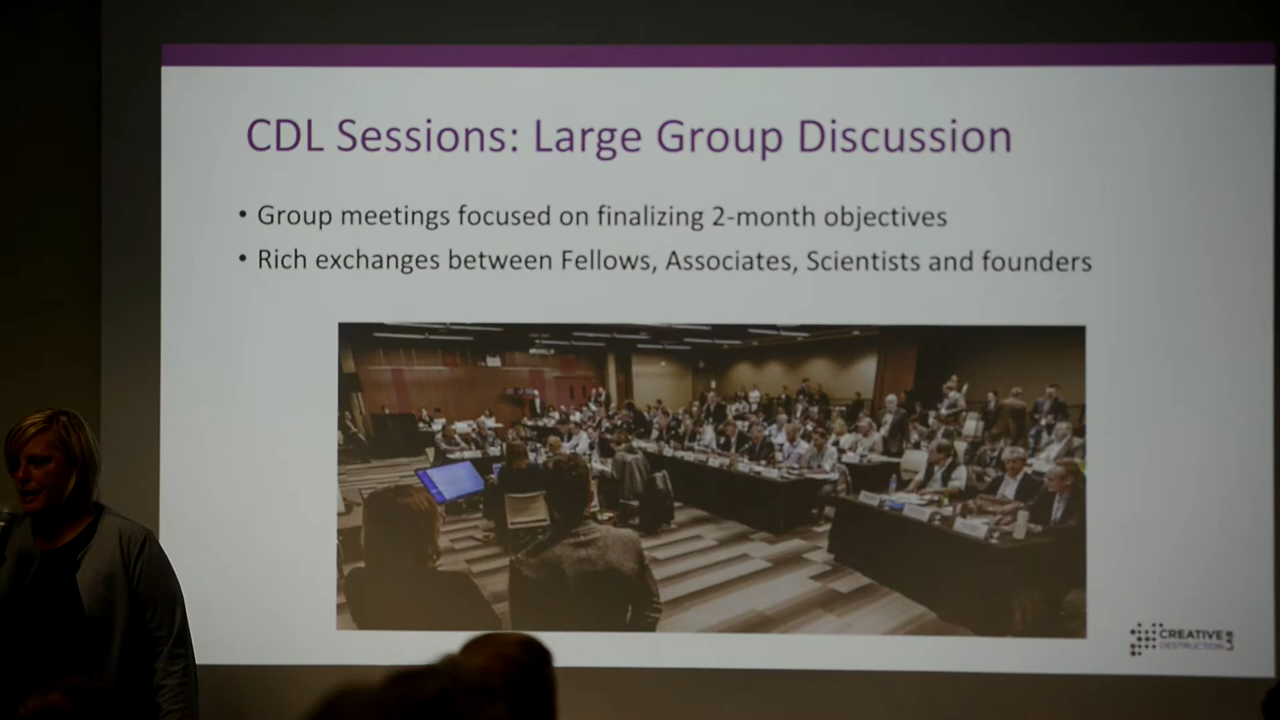 CDL Sessions: Large Group Discussion
• Group meetings focused on finalizing 2-month objectives
• Rich exchanges between Fellows, Associates, Scientists and founders
CREATIVE
DESTRUCTION
LAB